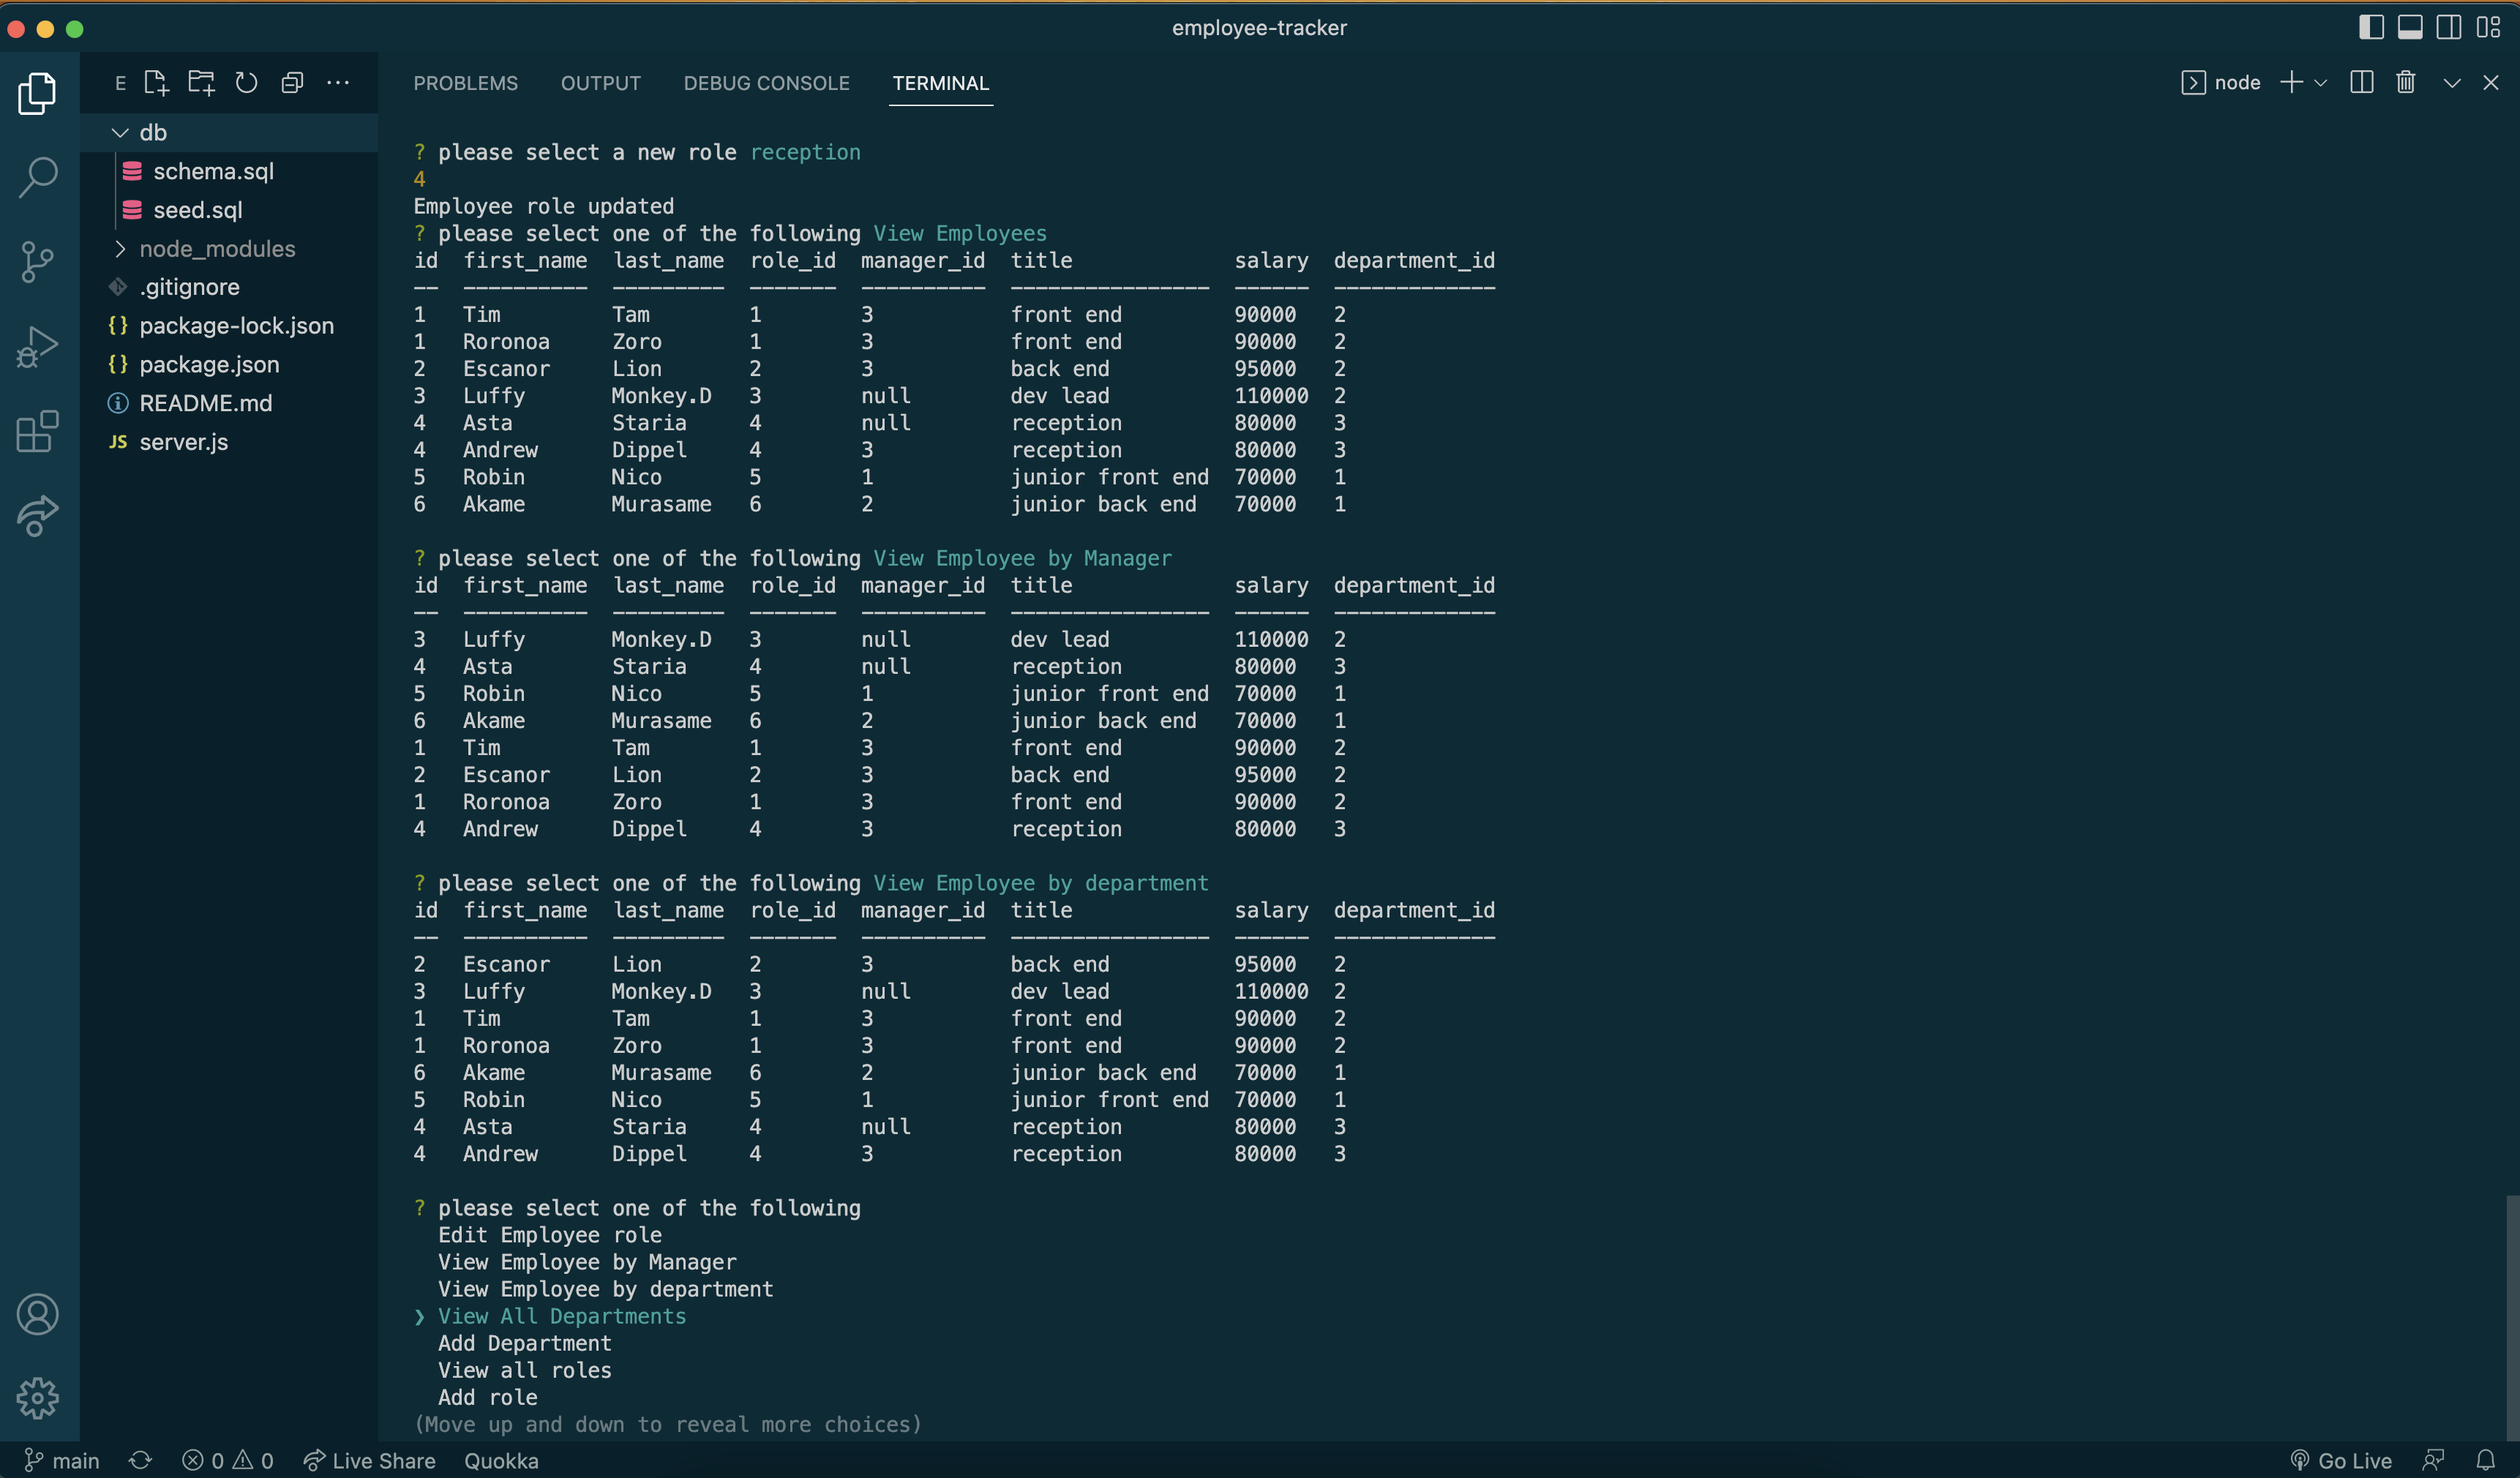 employee-tracker
E
db
schema.sql
seed.sql
node_modules
.gitignore
{} package-lock.json
{} package.json
README.md
JS server.js
PROBLEMS OUTPUT DEBUG CONSOLE TERMINAL
node
? please select a new role reception
4
Employee role updated
? please select one of the following View Employees
id first_name last_name role_id manager_id title salary department_id
-- ---------- --------- ------- ---------- ---------------- ------ -------------
1 Tim Tam 1 3 front end 90000 2
1 Roronoa Zoro 1 3 front end 90000 2
2 Escanor Lion 2 3 back end 95000 2
3 Luffy Monkey.D 3 null dev lead 110000 2
4 Asta Staria 4 null reception 80000 3
4 Andrew Dippel 4 3 reception 80000 3
5 Robin Nico 5 1 junior front end 70000 1
6 Akame Murasame 6 2 junior back end 70000 1
? please select one of the following View Employee by Manager
id first_name last_name role_id manager_id title salary department_id
-- ---------- --------- ------- ---------- ---------------- ------ -------------
3 Luffy Monkey.D 3 null dev lead 110000 2
4 Asta Staria 4 null reception 80000 3
5 Robin Nico 5 1 junior front end 70000 1
6 Akame Murasame 6 2 junior back end 70000 1
1 Tim Tam 1 3 front end 90000 2
2 Escanor Lion 2 3 back end 95000 2
1 Roronoa Zoro 1 3 front end 90000 2
4 Andrew Dippel 4 3 reception 80000 3
? please select one of the following View Employee by department
id first_name last_name role_id manager_id title salary department_id
-- ---------- --------- ------- ---------- ---------------- ------ -------------
2 Escanor Lion 2 3 back end 95000 2
3 Luffy Monkey.D 3 null dev lead 110000 2
1 Tim Tam 1 3 front end 90000 2
1 Roronoa Zoro 1 3 front end 90000 2
6 Akame Murasame 6 2 junior back end 70000 1
5 Robin Nico 5 1 junior front end 70000 1
4 Asta Staria 4 null reception 80000 3
4 Andrew Dippel 4 3 reception 80000 3
? please select one of the following
Edit Employee role
View Employee by Manager
View Employee by department
❯ View All Departments
Add Department
View all roles
Add role
(Move up and down to reveal more choices)
main 0 0 Live Share Quokka Go Live